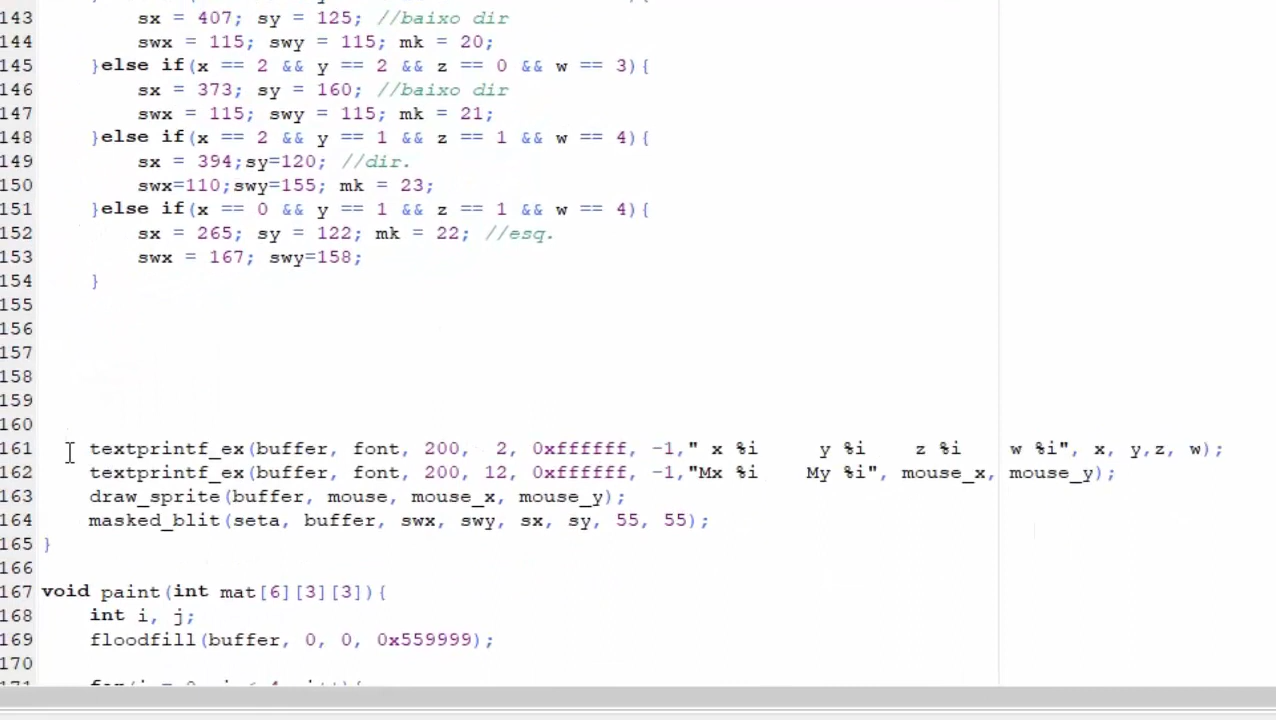 143 sx = 407; sy = 125; //baixo dir
144 swx = 115; swy = 115; mk = 20;
145 }else if(x == 2 && y == 2 && z == 0 && w == 3){
146 sx = 373; sy = 160; //baixo dir
147 swx = 115; swy = 115; mk = 21;
148 }else if(x == 2 && y == 1 && z == 1 && w == 4){
149 sx = 394;sy=120; //dir.
150 swx=110;swy=155; mk = 23;
151 }else if(x == 0 && y == 1 && z == 1 && w == 4){
152 sx = 265; sy = 122; mk = 22; //esq.
153 swx = 167; swy=158;
154 }
155
156
157
158
159
160
161 textprintf_ex(buffer, font, 200, 2, 0xffffff, -1," x %i y %i z %i w %i", x, y,z, w);
162 textprintf_ex(buffer, font, 200, 12, 0xffffff, -1,"Mx %i My %i", mouse_x, mouse_y);
163 draw_sprite(buffer, mouse, mouse_x, mouse_y);
164 masked_blit(seta, buffer, swx, swy, sx, sy, 55, 55);
165 }
166
167 void paint(int mat[6][3][3]){
168 int i, j;
169 floodfill(buffer, 0, 0, 0x559999);
170